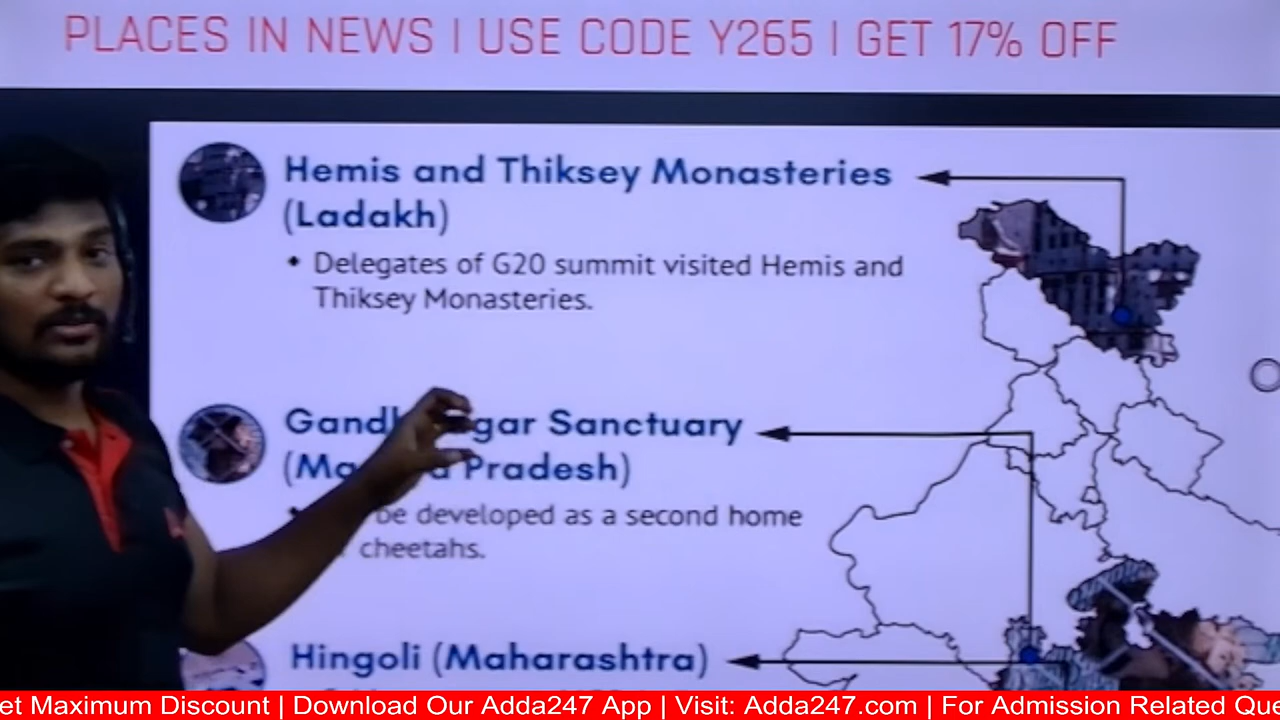 PLACES IN NEWS | USE CODE Y265 | GET 17% OFF
Hemis and Thiksey Monasteries
(Ladakh)
• Delegates of G20 summit visited Hemis and
Thiksey Monasteries.
Sanctuary
Pradesh)
be developed as a second home
cheetahs.
Hingoli (Maharashtra)
Maximum Discount | Download Our Adda247 App | Visit: Adda247.com | For Admission Related